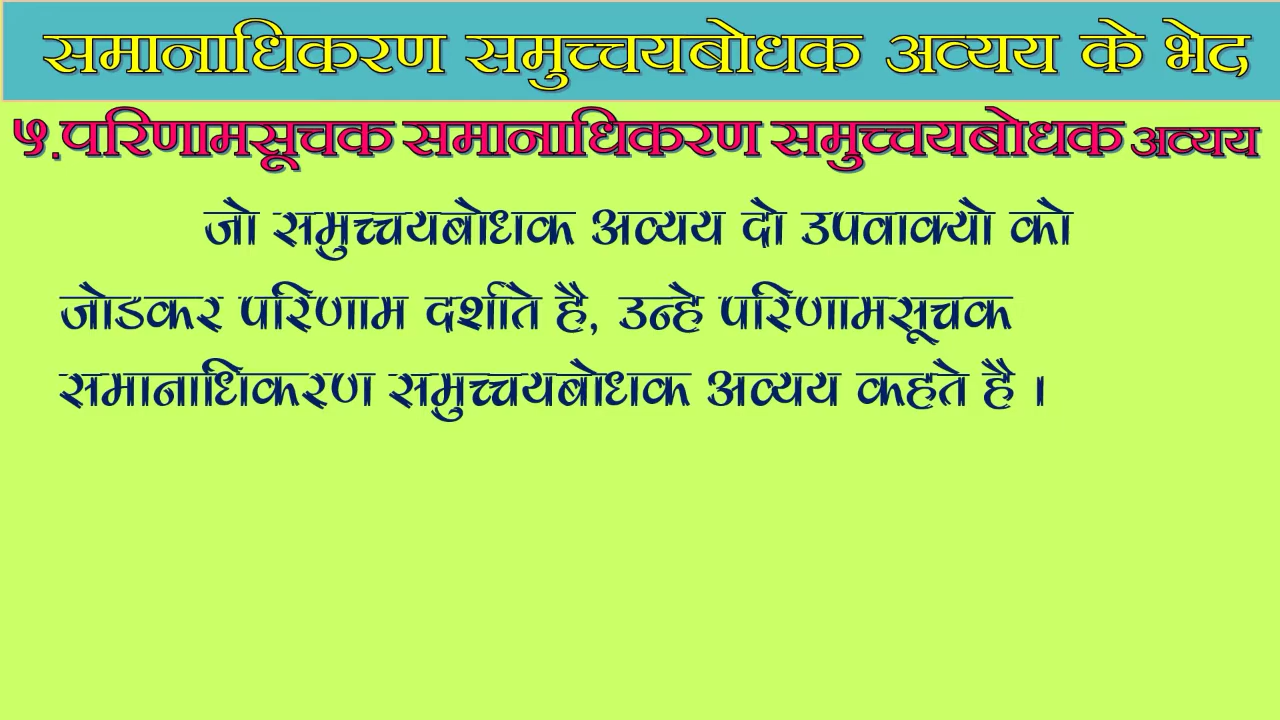 समानाधिकरण समुच्चयबोधक अव्यय के भेद
५.परिणामसूचक समानाधिकरण समुच्चयबोधक अव्यय
जो समुच्चयबोधक अव्यय दो उपवाक्यो को
जोडकर परिणाम दर्शाते है, उन्हे परिणामसूचक
समानाधिकरण समुच्चयबोधक अव्यय कहते है ।